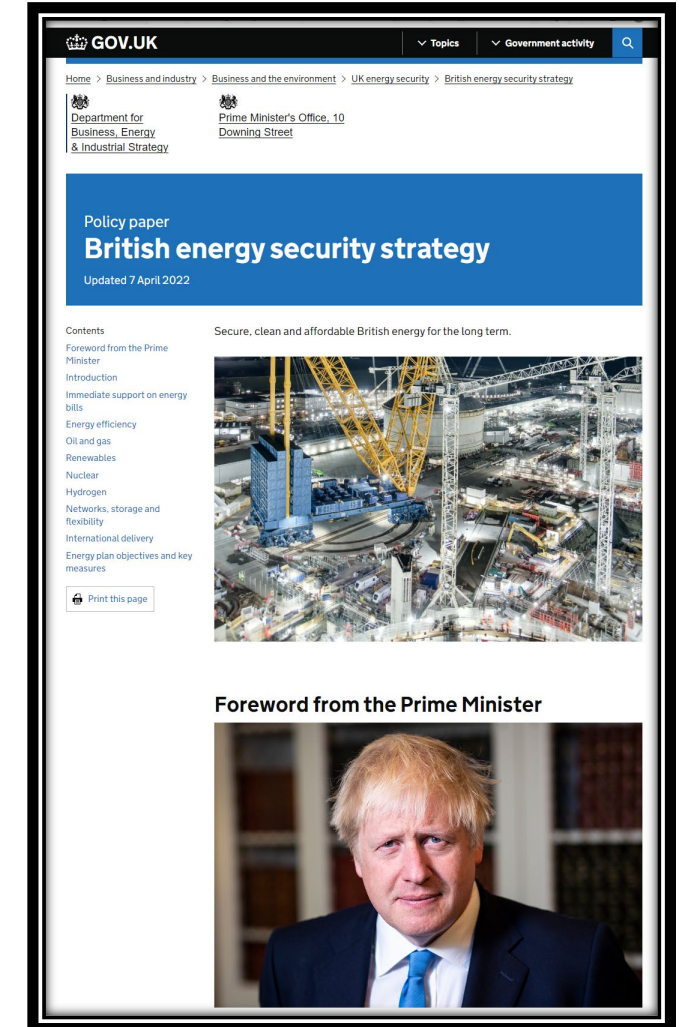 GOV.UK
Topics
Government activity
Home > Business and industry > Business and the environment > UK energy security > British energy security strategy
Department for
Business, Energy
& Industrial Strategy
Prime Minister's Office, 10
Downing Street
Policy paper
British energy security strategy
Updated 7 April 2022
Contents
Foreword from the Prime
Minister
Introduction
Immediate support on energy
bills
Energy efficiency
Oil and gas
Renewables
Nuclear
Hydrogen
Networks, storage and
flexibility
International delivery
Energy plan objectives and key
measures
Print this page
Secure, clean and affordable British energy for the long term.
Foreword from the Prime Minister